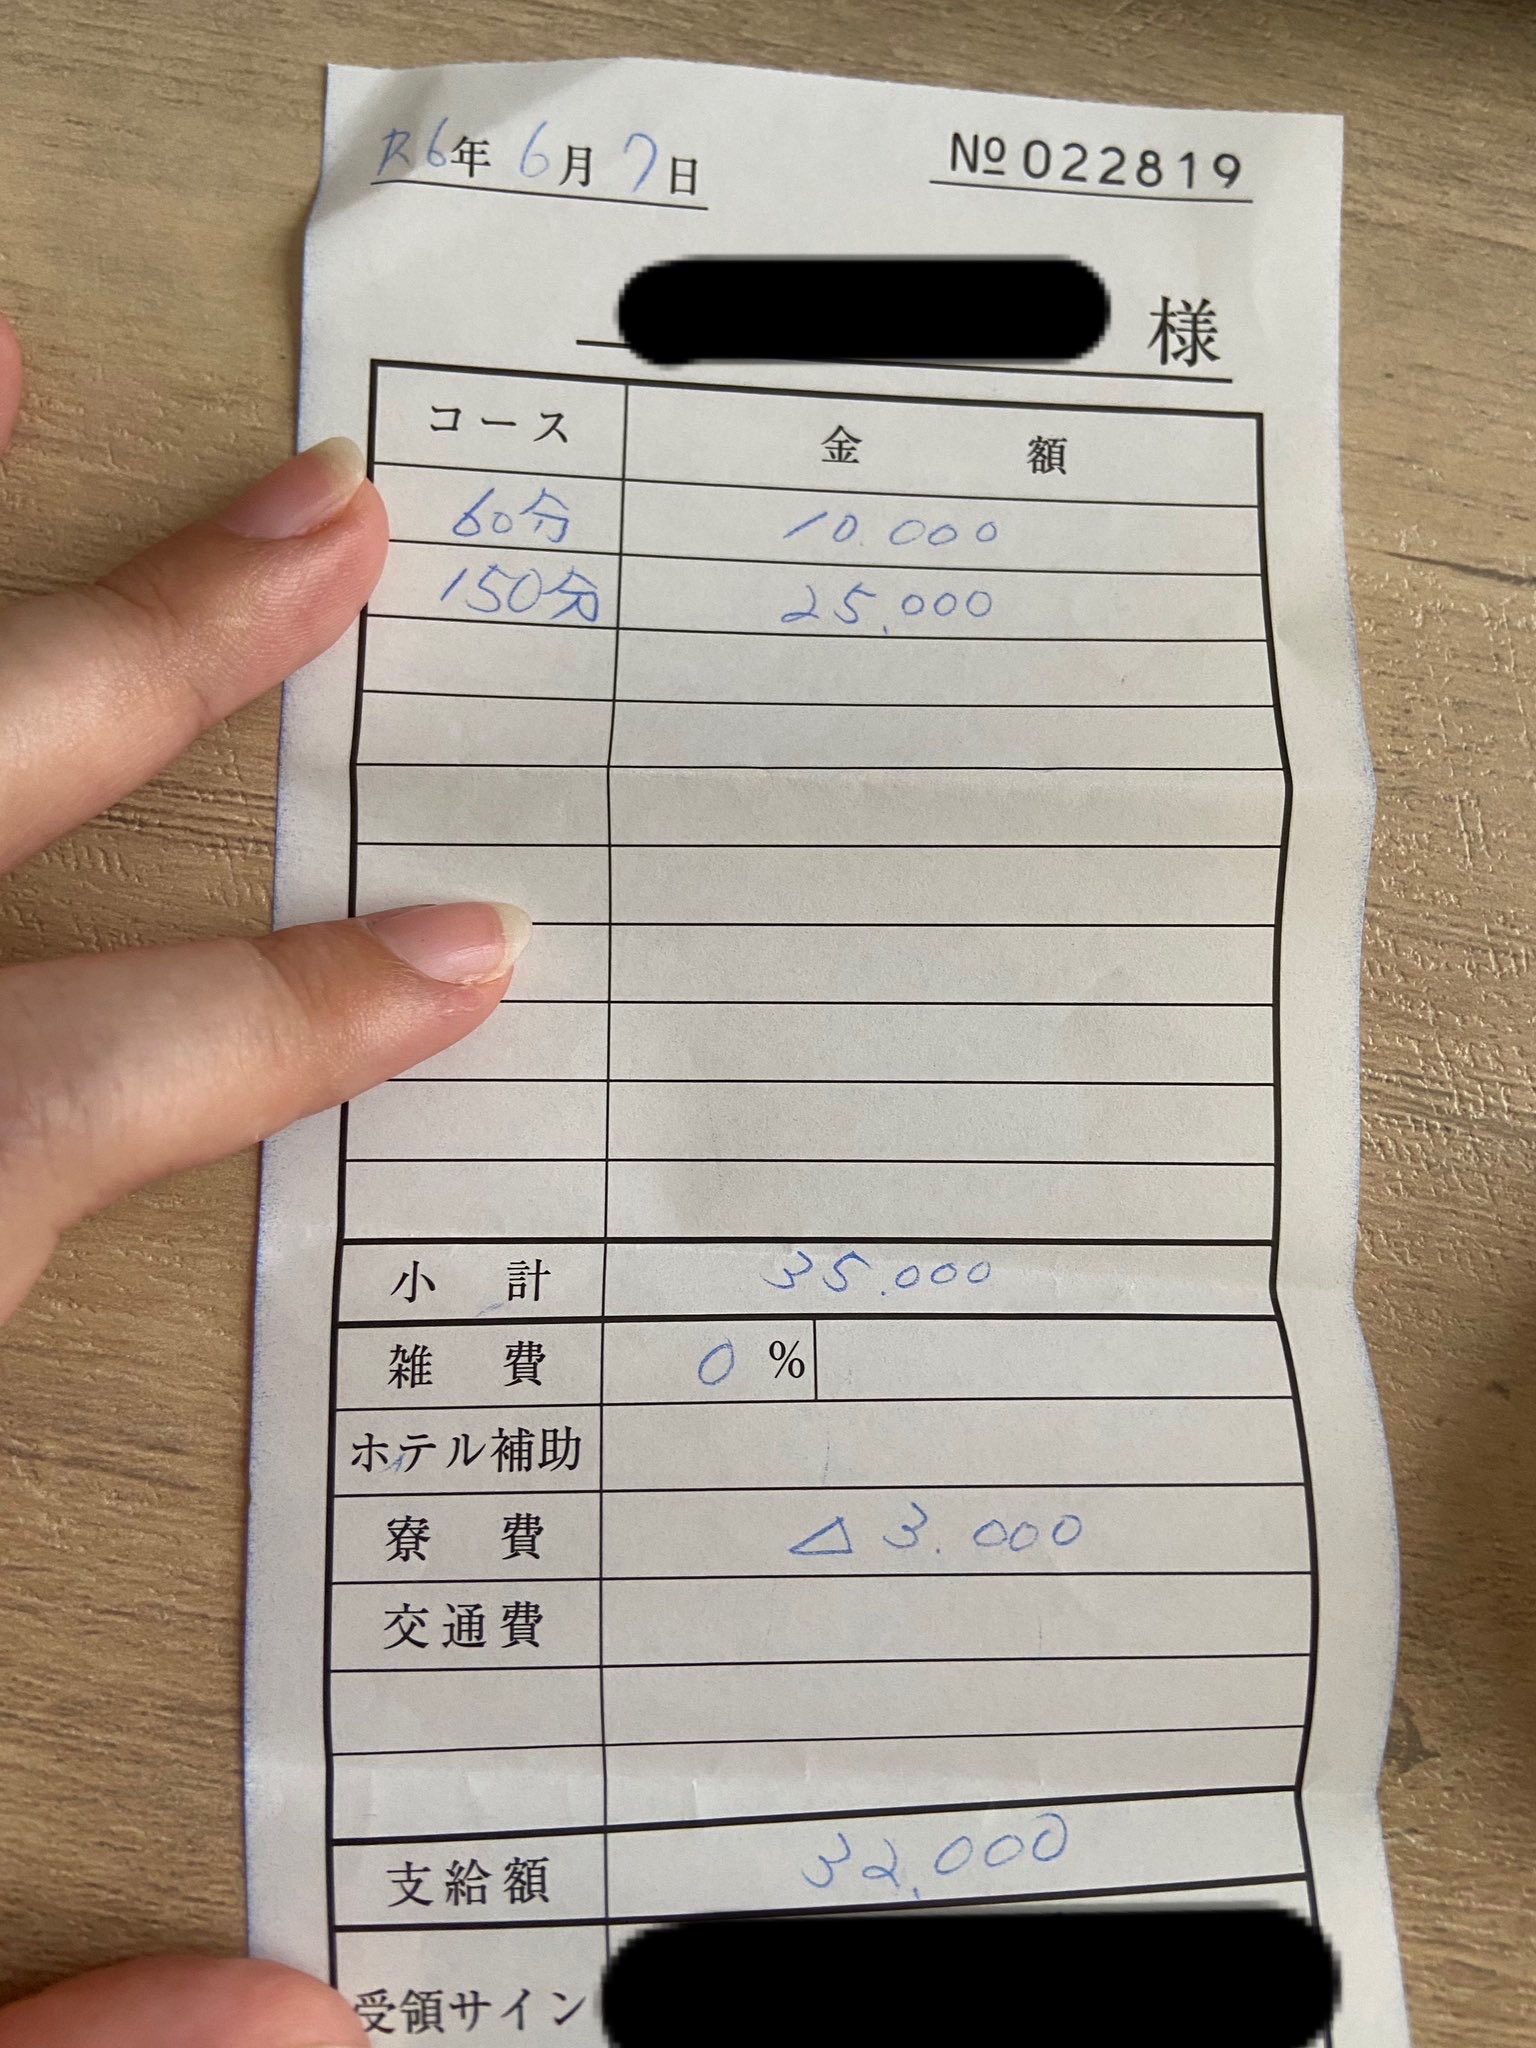 R6年 6月 7日
№022819
様
コース 金額
60分 10.000
150分 25.000
小計 35.000
雑費 0 %
ホテル補助
寮費 △ 3.000
交通費
支給額 32.000
受領サイン